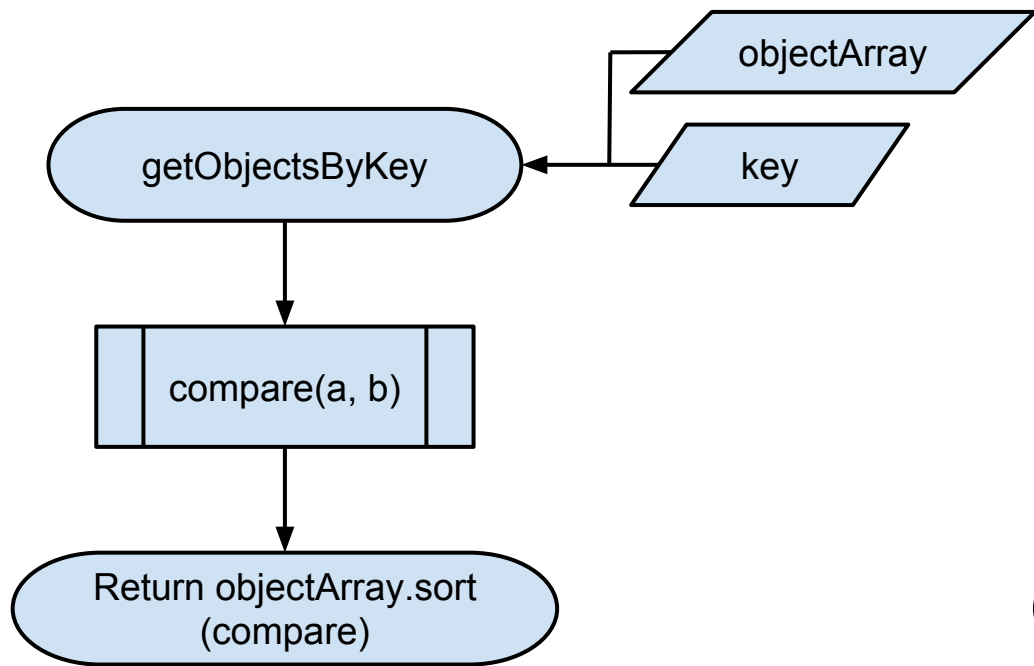 objectArray
getObjectsByKey
key
compare(a, b)
Return objectArray.sort
(compare)